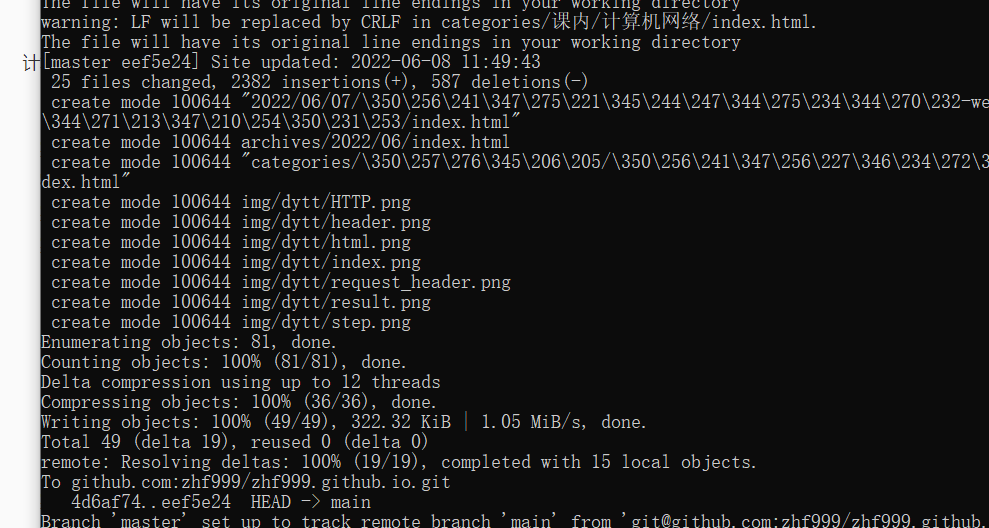 The file will have its original line endings in your working directory
warning: LF will be replaced by CRLF in categories/课内/计算机网络/index.html.
The file will have its original line endings in your working directory
计[master eef5e24] Site updated: 2022-06-08 11:49:43
 25 files changed, 2382 insertions(+), 587 deletions(-)
 create mode 100644 "2022/06/07/\350\256\241\347\275\221\345\244\247\344\275\234\344\270\232-we
\344\271\213\347\210\254\350\231\253/index.html"
 create mode 100644 archives/2022/06/index.html
 create mode 100644 "categories/\350\257\276\345\206\205/\350\256\241\347\256\227\346\234\272\3
dex.html"
 create mode 100644 img/dytt/HTTP.png
 create mode 100644 img/dytt/header.png
 create mode 100644 img/dytt/html.png
 create mode 100644 img/dytt/index.png
 create mode 100644 img/dytt/request_header.png
 create mode 100644 img/dytt/result.png
 create mode 100644 img/dytt/step.png
Enumerating objects: 81, done.
Counting objects: 100% (81/81), done.
Delta compression using up to 12 threads
Compressing objects: 100% (36/36), done.
Writing objects: 100% (49/49), 322.32 KiB | 1.05 MiB/s, done.
Total 49 (delta 19), reused 0 (delta 0)
remote: Resolving deltas: 100% (19/19), completed with 15 local objects.
To github.com:zhf999/zhf999.github.io.git
   4d6af74..eef5e24  HEAD -> main
Branch 'master' set up to track remote branch 'main' from 'git@github.com:zhf999/zhf999.github.